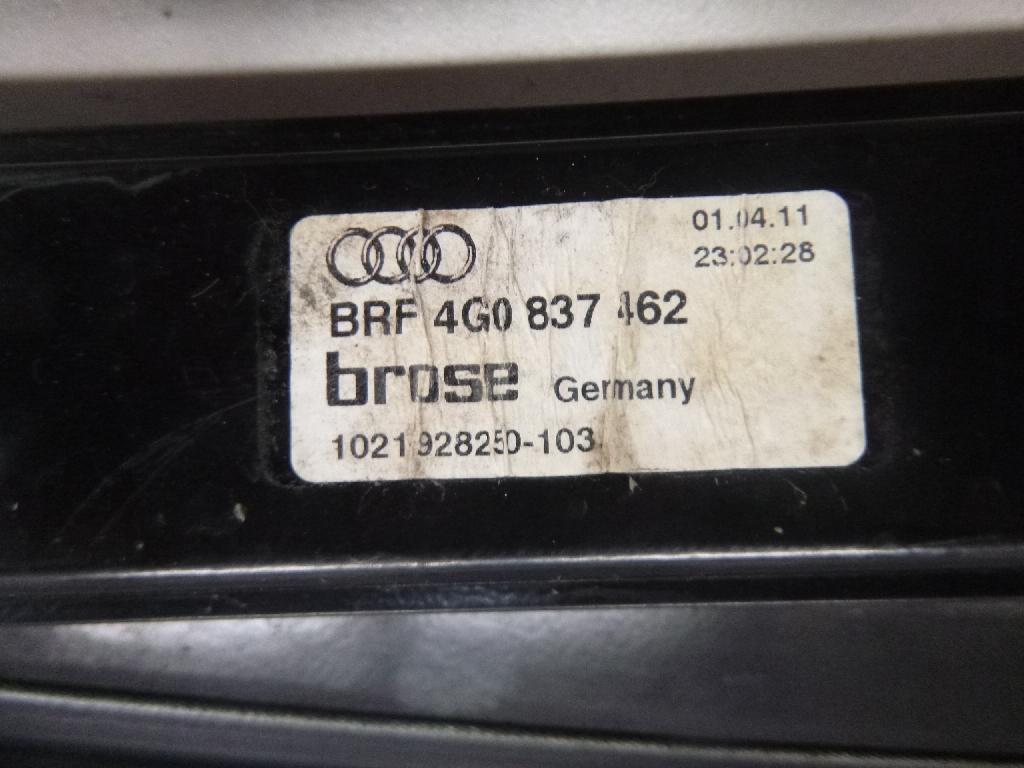 01.04.11
23:02:28
BRF 4G0 837 462
brose Germany
1021928250-103